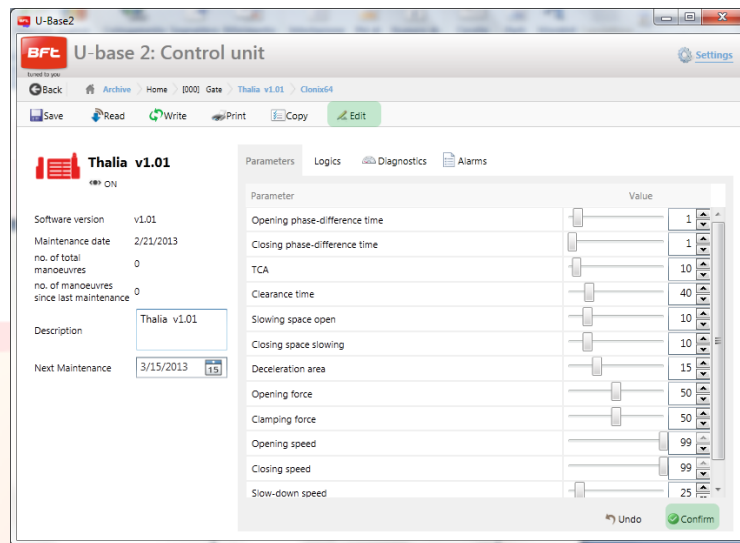 U-Base2
BFt
tuned to you
U-base 2: Control unit
Settings
Back Archive Home [000] Gate Thalia v1.01 Clonix64
Save Read Write Print Copy Edit
Thalia v1.01
ON
Software version v1.01
Maintenance date 2/21/2013
no. of total
manoeuvres 0
no. of manoeuvres
since last maintenance 0
Description Thalia v1.01
Next Maintenance 3/15/2013 15
Parameters Logics Diagnostics Alarms
Parameter Value
Opening phase-difference time 1
Closing phase-difference time 1
TCA 10
Clearance time 40
Slowing space open 10
Closing space slowing 10
Deceleration area 15
Opening force 50
Clamping force 50
Opening speed 99
Closing speed 99
Slow-down speed 25
Undo Confirm